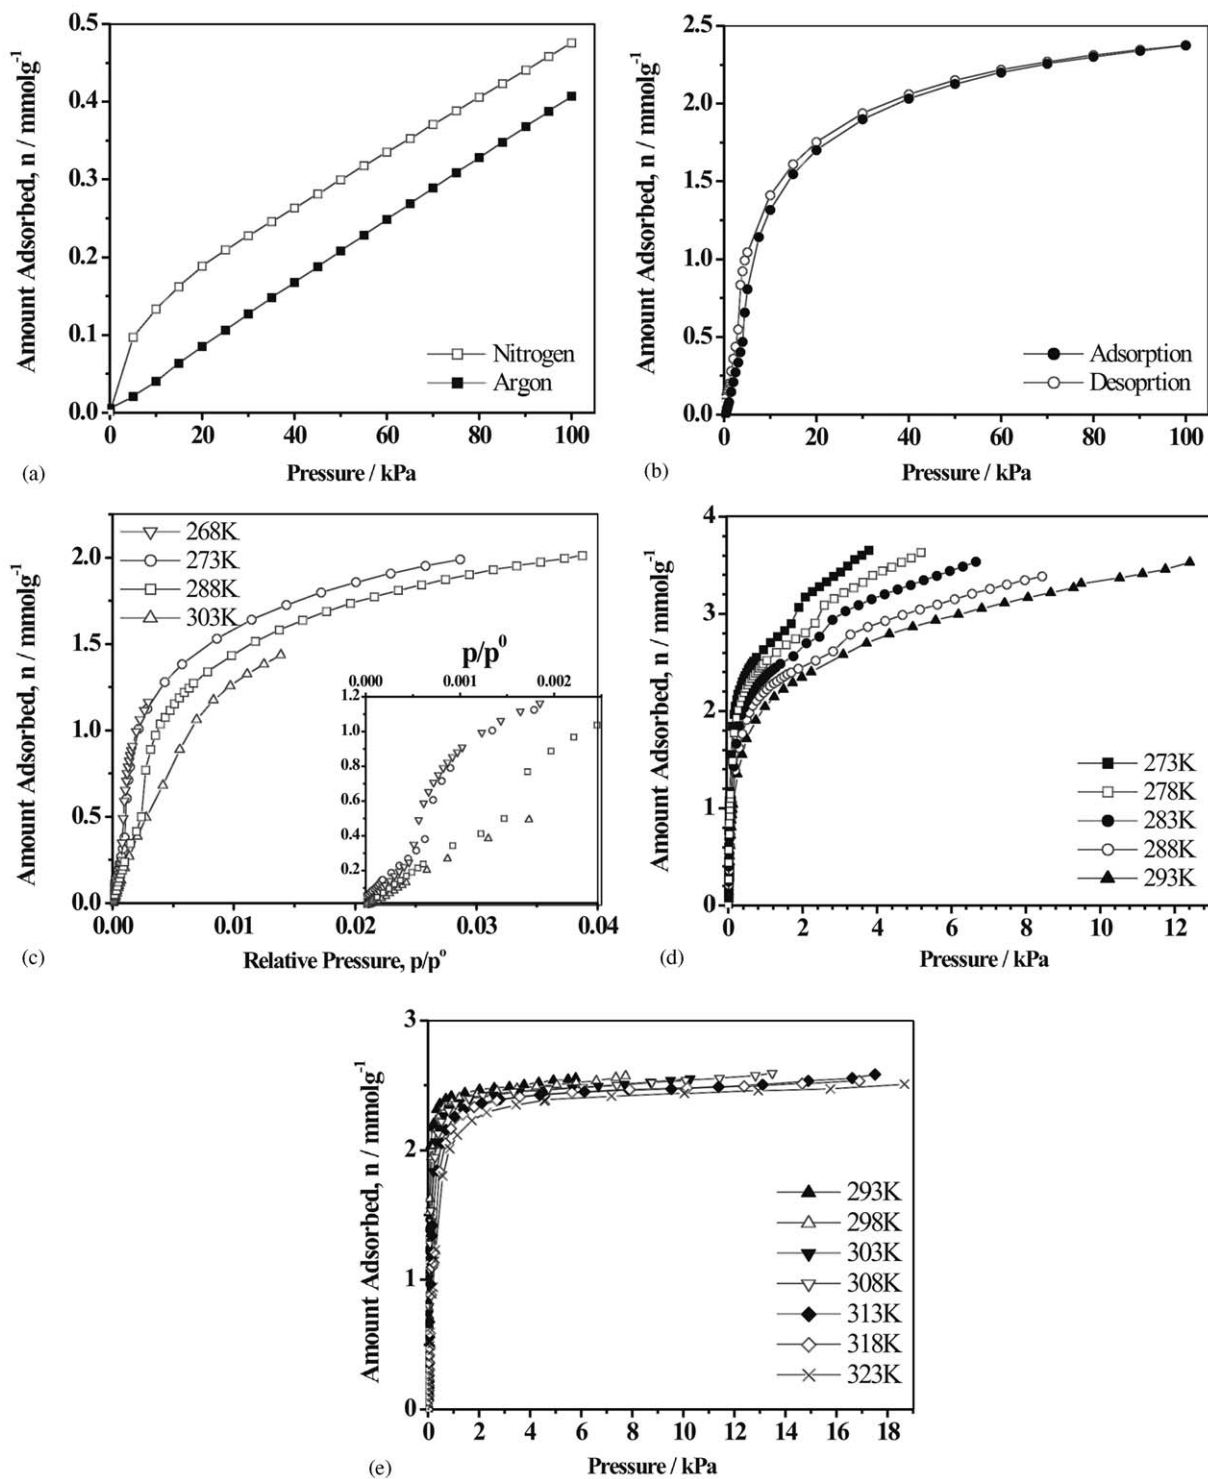 0.5
0.4
0.3
0.2
0.1
0.0
Amount Adsorbed, n / mmolg-1
Nitrogen
Argon
0 20 40 60 80 100
Pressure / kPa
(a)
2.5
2.0
1.5
1.0
0.5
0.0
Amount Adsorbed, n / mmolg-1
Adsorption
Desoprtion
0 20 40 60 80 100
Pressure / kPa
(b)
268K
273K
288K
303K
2.0
1.5
1.0
0.5
0.0
Amount Adsorbed, n / mmolg-1
p/p0
0.000 0.001 0.002
1.2
1.0
0.8
0.6
0.4
0.2
0.00 0.01 0.02 0.03 0.04
Relative Pressure, p/po
(c)
4
3
2
1
0
Amount Adsorbed, n / mmolg-1
273K
278K
283K
288K
293K
0 2 4 6 8 10 12
Pressure / kPa
(d)
3
2
1
0
Amount Adsorbed, n / mmolg-1
293K
298K
303K
308K
313K
318K
323K
0 2 4 6 8 10 12 14 16 18
Pressure / kPa
(e)